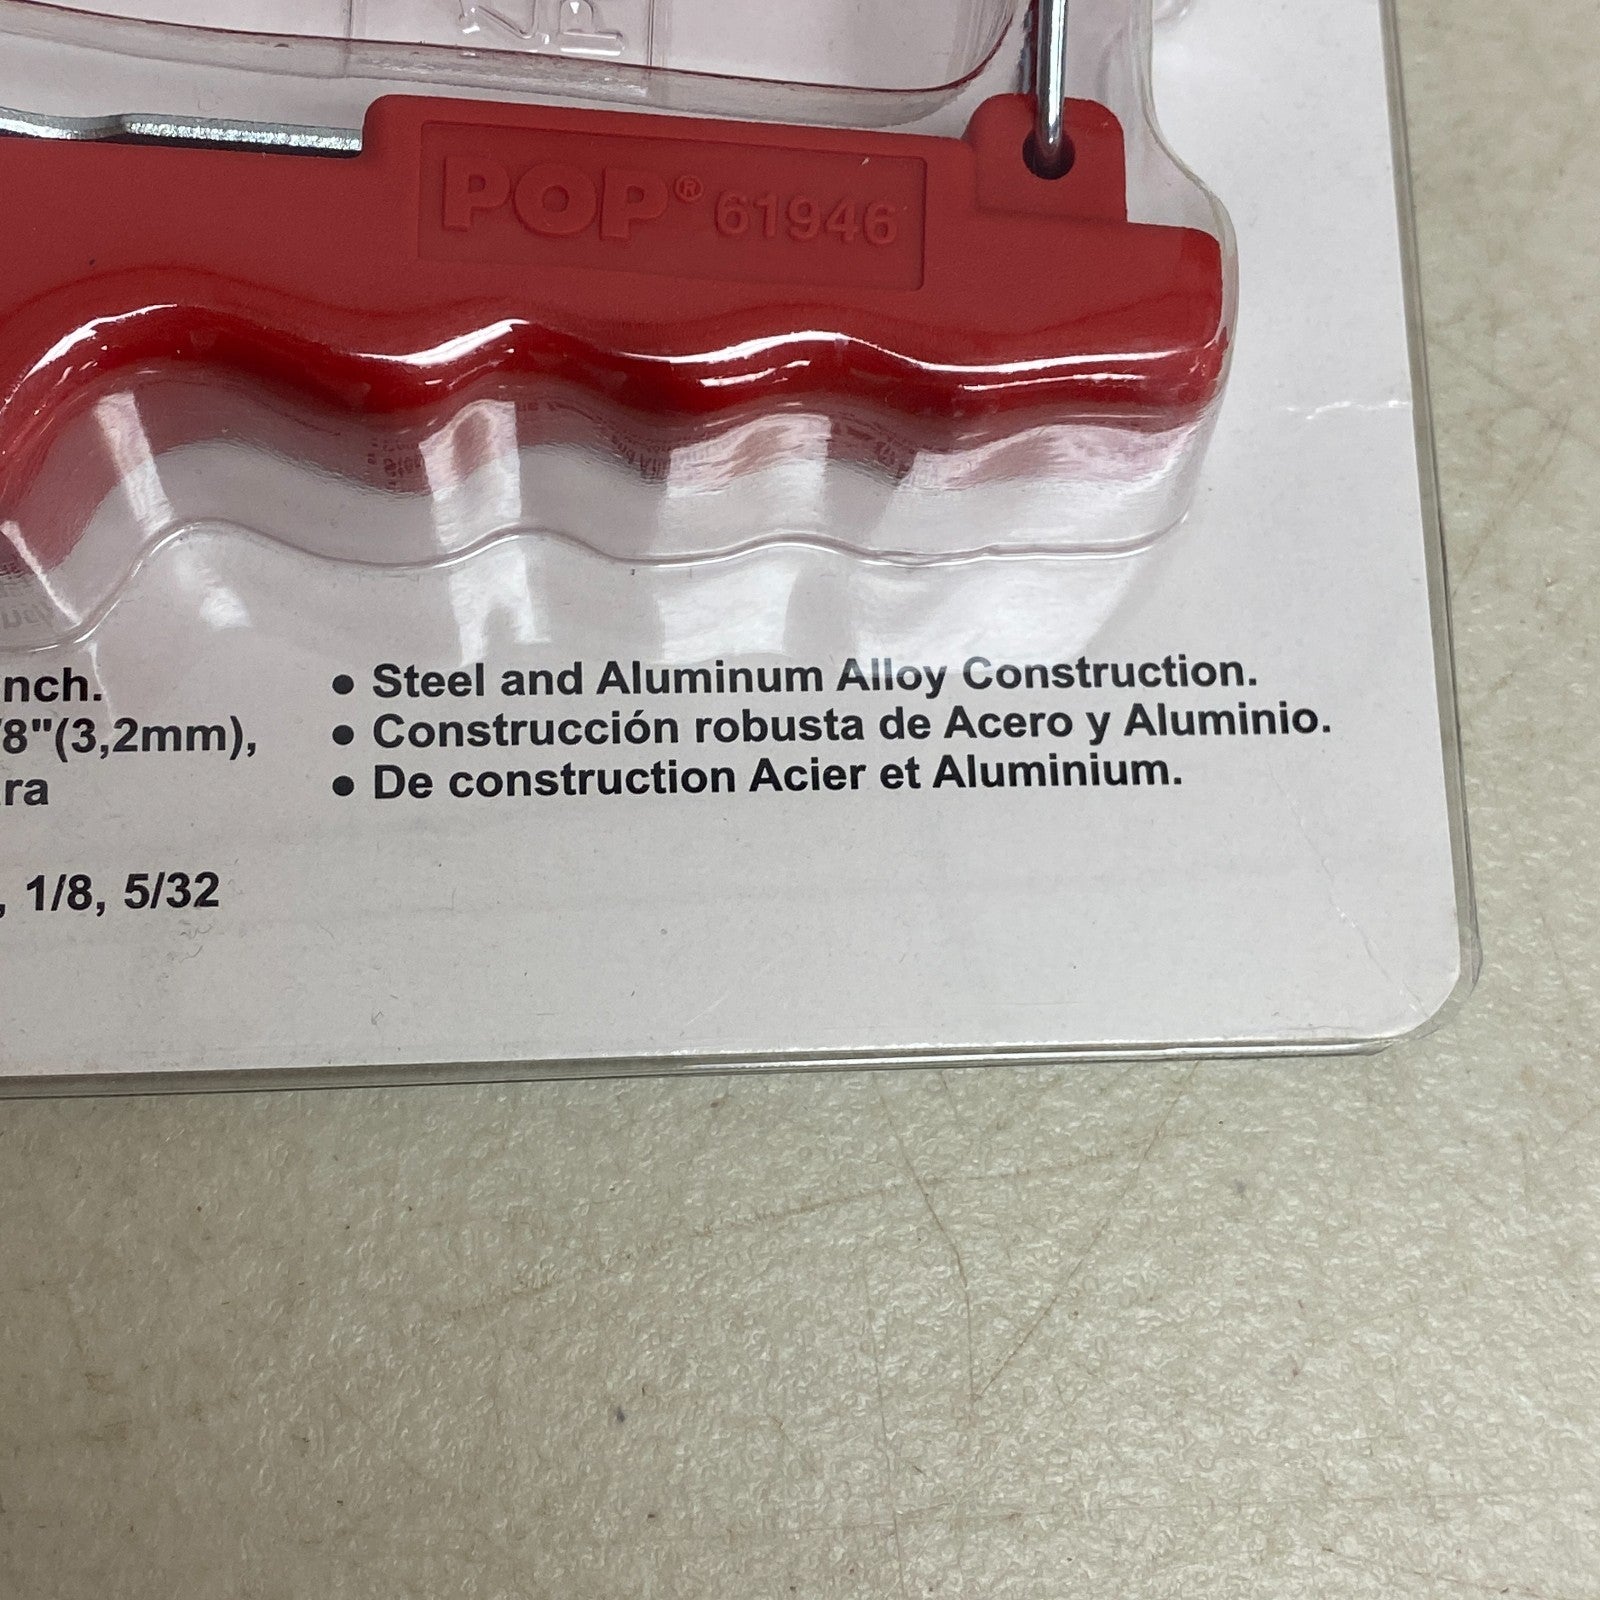 POP® 61946
nch.
/8"(3,2mm),
ra
, 1/8, 5/32
• Steel and Aluminum Alloy Construction.
• Construcción robusta de Acero y Aluminio.
• De construction Acier et Aluminium.